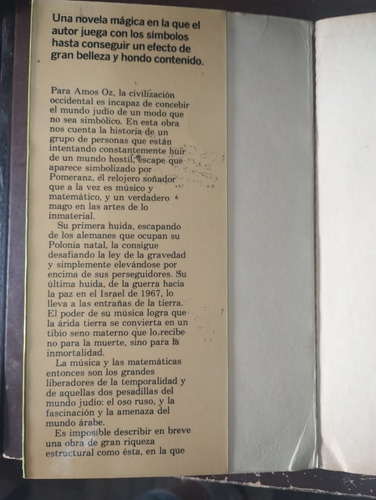 Una novela mágica en la que el
autor juega con los símbolos
hasta conseguir un efecto de
gran belleza y hondo contenido.
Para Amos Oz, la civilización
occidental es incapaz de concebir
el mundo judío de un modo que
no sea simbólico. En esta obra
nos cuenta la historia de un
grupo de personas que están
intentando constantemente huir
de un mundo hostil, escape que
aparece simbolizado por
Pomeranz, él relojero soñador
que a la vez es músico y
matemático, y un verdadero
mago en las artes de lo
inmaterial.
Su primera huida, escapando
de los alemanes que ocupan su
Polonia natal, la consigue
desafiando la ley de la gravedad
y simplemente elevándose por
encima de sus perseguidores. Su
última huida, de la guerra hacia
la paz en el Israel de 1967, lo
lleva a las entrañas de la tierra.
El poder de su música logra que
la árida tierra se convierta en un
tibio seno materno que lo recibe
no para la muerte, sino para la
inmortalidad.
La música y las matemáticas
entonces son los grandes
liberadores de la temporalidad y
de aquellas dos pesadillas del
mundo judío: el oso ruso, y la
fascinación y la amenaza del
mundo árabe.
Es imposible describir en breve
una obra de gran riqueza
estructural como ésta, en la que